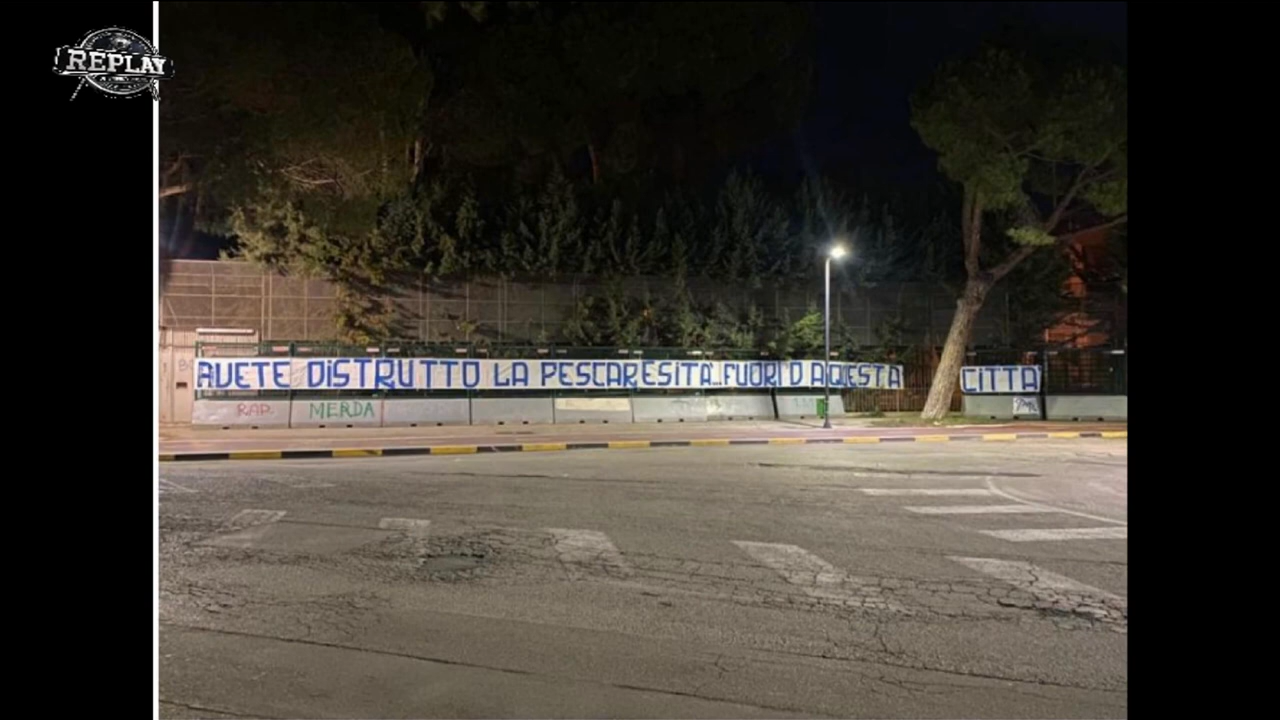 REPLAY
AVETE DISTRUTTO LA PESCARESITÀ...FUORI DA QUESTA CITTÀ
RAP.
MERDA